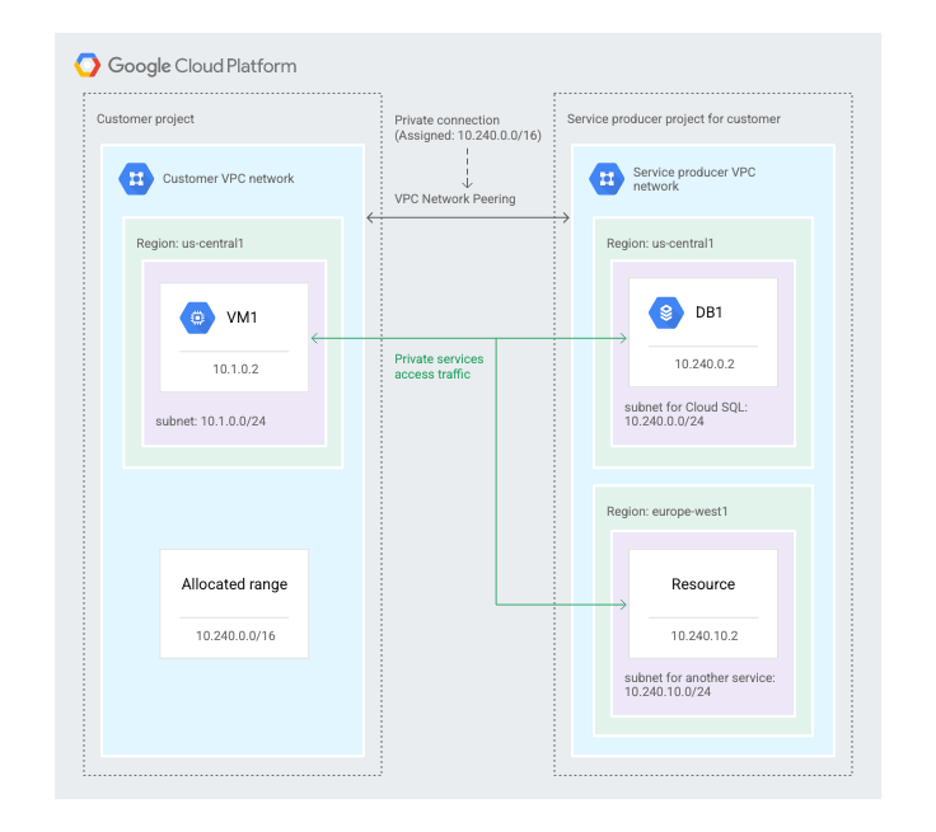 Google Cloud Platform
Customer project
Private connection
(Assigned: 10.240.0.0/16)
VPC Network Peering
Service producer project for customer
Customer VPC network
Region: us-central1
VM1
10.1.0.2
subnet: 10.1.0.0/24
Allocated range
10.240.0.0/16
Private services
access traffic
Service producer VPC
network
Region: us-central1
DB1
10.240.0.2
subnet for Cloud SQL:
10.240.0.0/24
Region: europe-west1
Resource
10.240.10.2
subnet for another service:
10.240.10.0/24